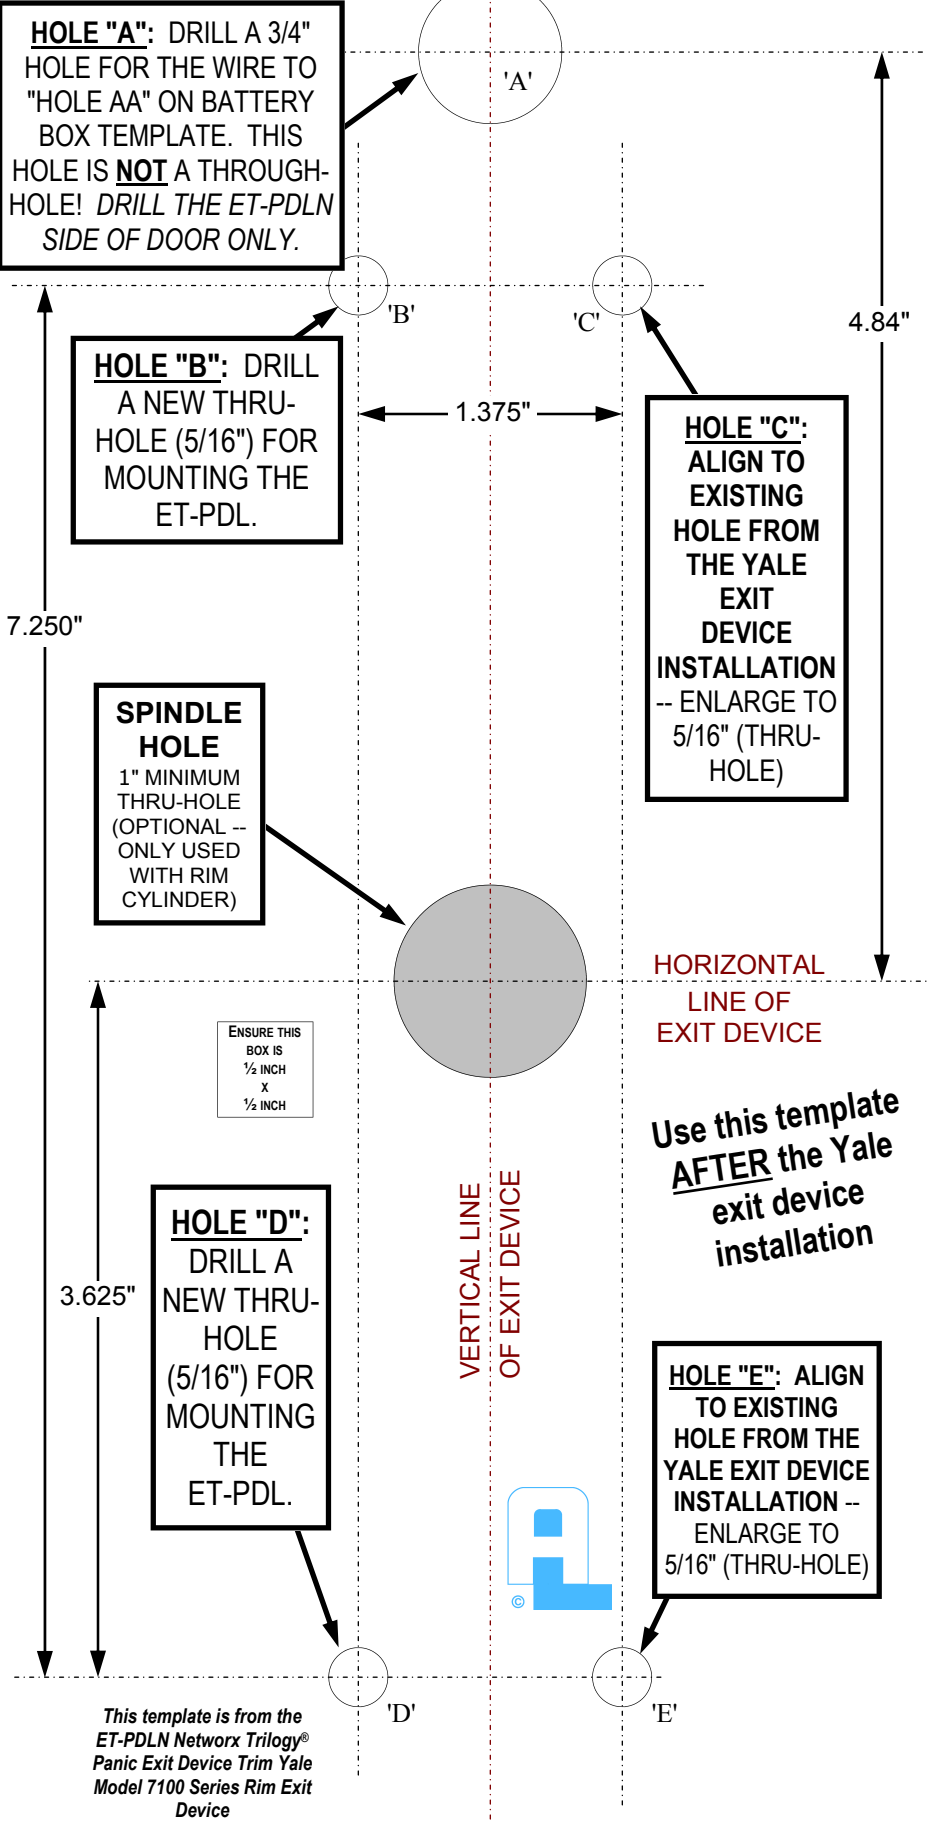 HOLE "A":  DRILL A 3/4"
HOLE FOR THE WIRE TO
"HOLE AA" ON BATTERY
BOX TEMPLATE.  THIS
HOLE IS NOT A THROUGH-
HOLE!  DRILL THE ET-PDLN
SIDE OF DOOR ONLY.
'A'
'B'
'C'
4.84"
HOLE "B":  DRILL
A NEW THRU-
HOLE (5/16") FOR
MOUNTING THE
ET-PDL.
1.375"
HOLE "C":
ALIGN TO
EXISTING
HOLE FROM
THE YALE
EXIT
DEVICE
INSTALLATION
-- ENLARGE TO
5/16" (THRU-
HOLE)
7.250"
SPINDLE
HOLE
1" MINIMUM
THRU-HOLE
(OPTIONAL --
ONLY USED
WITH RIM
CYLINDER)
HORIZONTAL
LINE OF
EXIT DEVICE
ENSURE THIS
BOX IS
½ INCH
X
½ INCH
Use this template
AFTER the Yale
exit device
installation
VERTICAL LINE
OF EXIT DEVICE
HOLE "D":
DRILL A
NEW THRU-
HOLE
(5/16") FOR
MOUNTING
THE
ET-PDL.
3.625"
HOLE "E":  ALIGN
TO EXISTING
HOLE FROM THE
YALE EXIT DEVICE
INSTALLATION --
ENLARGE TO
5/16" (THRU-HOLE)
AL
©
'D'
'E'
This template is from the
ET-PDLN Networx Trilogy®
Panic Exit Device Trim Yale
Model 7100 Series Rim Exit
Device